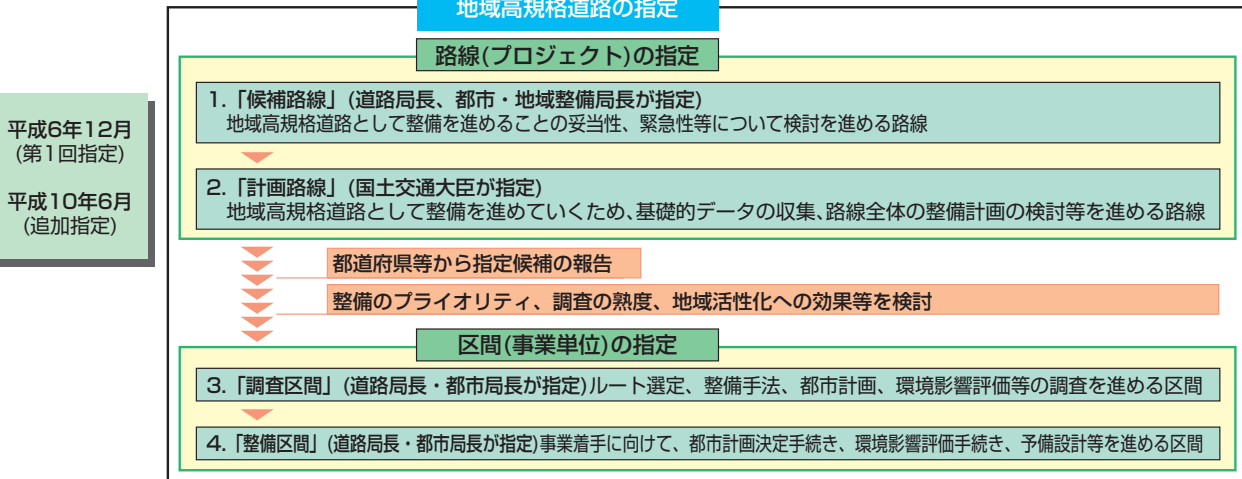 地域高規格道路の指定
路線(プロジェクト)の指定
1.「候補路線」(道路局長、都市・地域整備局長が指定)
地域高規格道路として整備を進めることの妥当性、緊急性等について検討を進める路線
平成6年12月
(第1回指定)
平成10年6月
(追加指定)
2.「計画路線」(国土交通大臣が指定)
地域高規格道路として整備を進めていくため、基礎的データの収集、路線全体の整備計画の検討等を進める路線
都道府県等から指定候補の報告
整備のプライオリティ、調査の熟度、地域活性化への効果等を検討
区間(事業単位)の指定
3.「調査区間」(道路局長・都市局長が指定)ルート選定、整備手法、都市計画、環境影響評価等の調査を進める区間
4.「整備区間」(道路局長・都市局長が指定)事業着手に向けて、都市計画決定手続き、環境影響評価手続き、予備設計等を進める区間